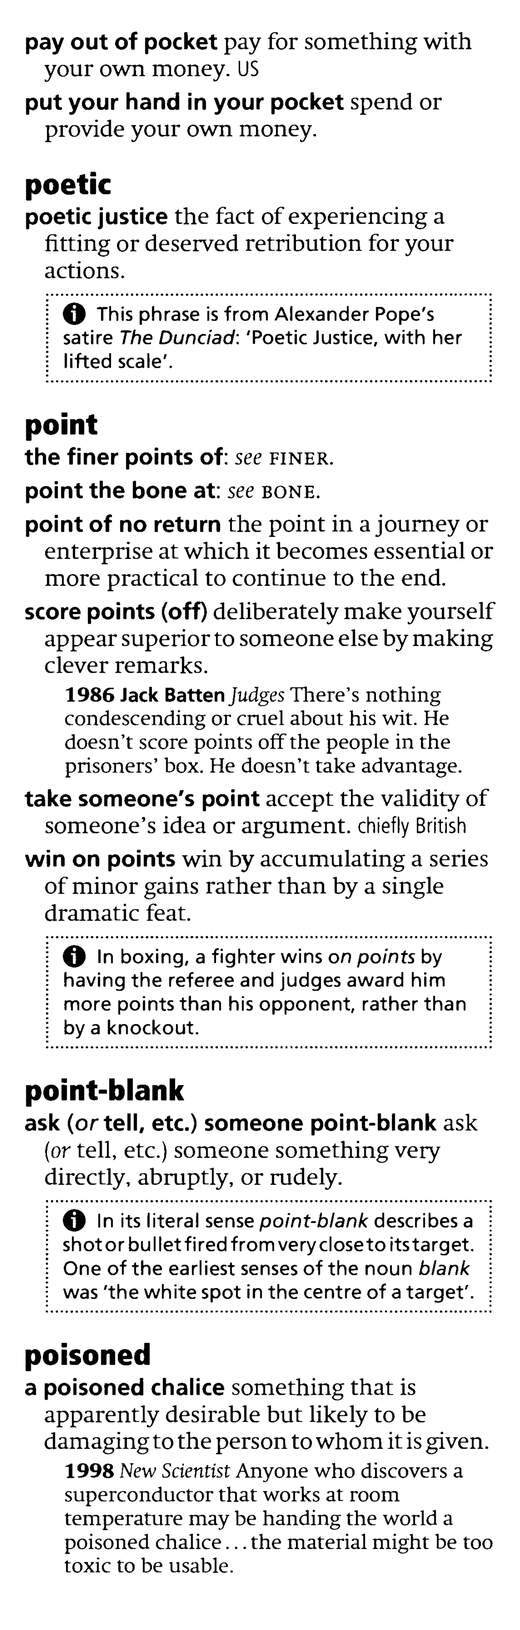 pay out of pocket pay for something with
your own money. US
put your hand in your pocket spend or
provide your own money.
poetic
poetic justice the fact of experiencing a
fitting or deserved retribution for your
actions.
This phrase is from Alexander Pope's
satire The Dunciad: 'Poetic Justice, with her
lifted scale'.
point
the finer points of: see FINER.
point the bone at: see BONE.
point of no return the point in a journey or
enterprise at which it becomes essential or
more practical to continue to the end.
score points (off) deliberately make yourself
appear superior to someone else by making
clever remarks.
1986 Jack Batten Judges There's nothing
condescending or cruel about his wit. He
doesn't score points off the people in the
prisoners' box. He doesn't take advantage.
take someone's point accept the validity of
someone's idea or argument. chiefly British
win on points win by accumulating a series
of minor gains rather than by a single
dramatic feat.
In boxing, a fighter wins on points by
having the referee and judges award him
more points than his opponent, rather than
by a knockout.
point-blank
ask (or tell, etc.) someone point-blank ask
(or tell, etc.) someone something very
directly, abruptly, or rudely.
In its literal sense point-blank describes a
shot or bullet fired from very close to its target.
One of the earliest senses of the noun blank
was 'the white spot in the centre of a target'.
poisoned
a poisoned chalice something that is
apparently desirable but likely to be
damaging to the person to whom it is given.
1998 New Scientist Anyone who discovers a
superconductor that works at room
temperature may be handing the world a
poisoned chalice...the material might be too
toxic to be usable.